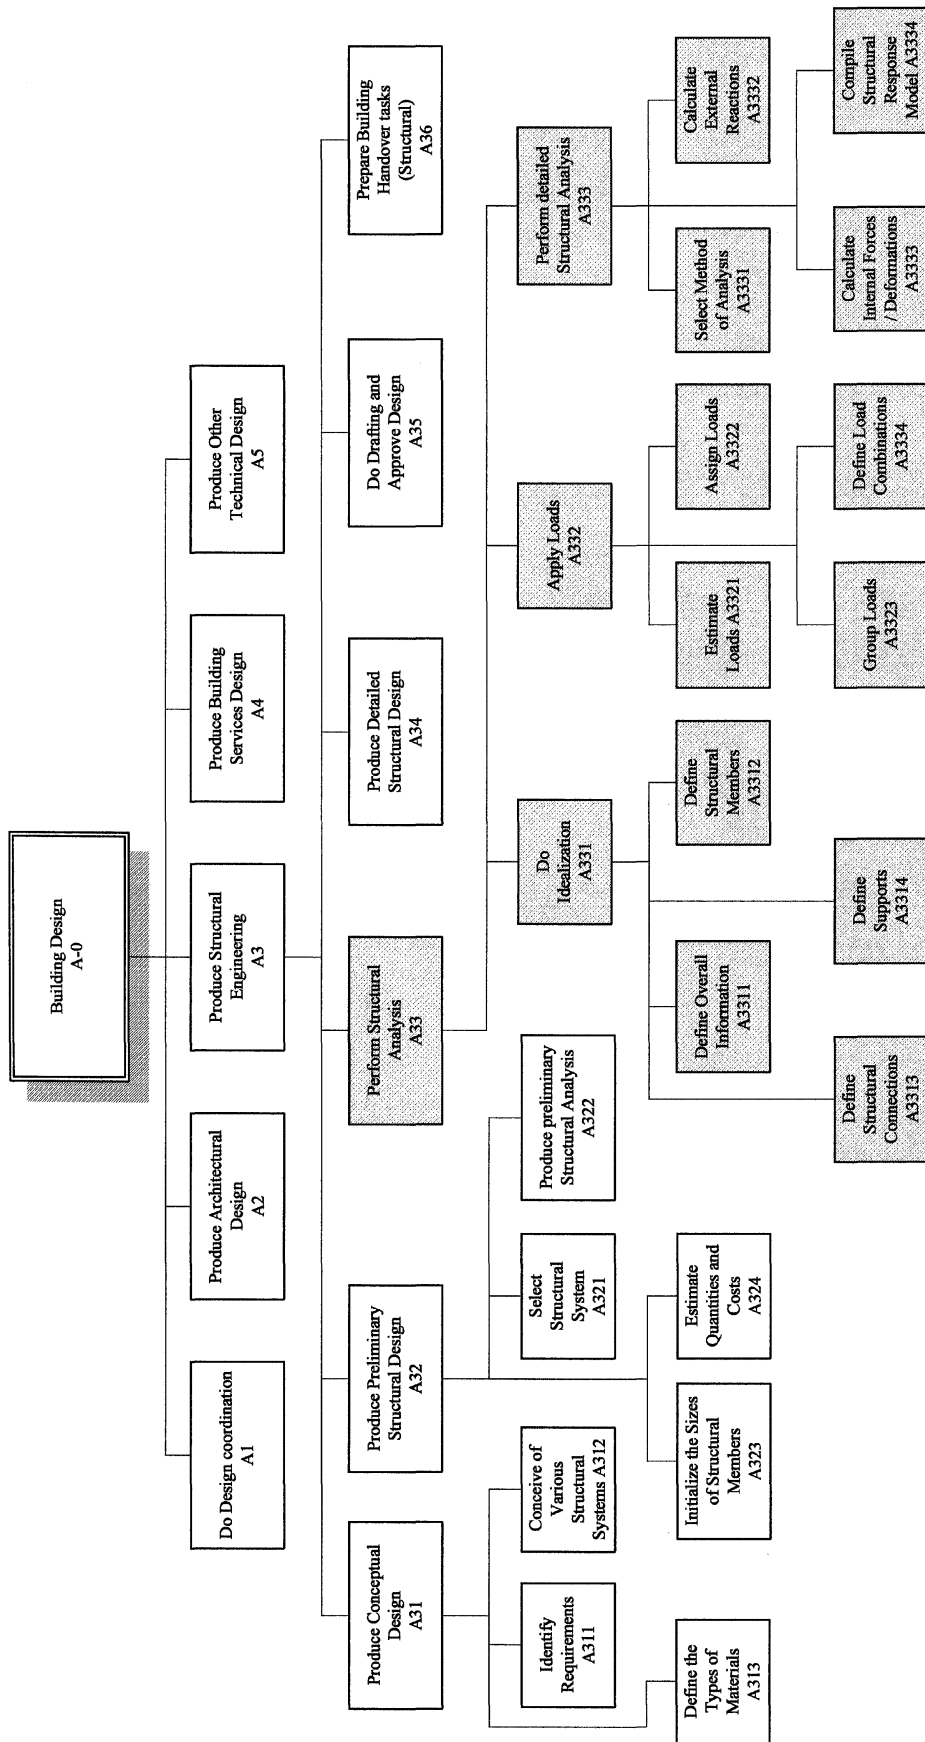 Building Design
A-0
Do Design coordination
A1
Produce Architectural
Design
A2
Produce Structural
Engineering
A3
Produce Building
Services Design
A4
Produce Other
Technical Design
A5
Produce Conceptual
Design
A31
Produce Preliminary
Structural Design
A32
Perform Structural
Analysis
A33
Produce Detailed
Structural Design
A34
Do Drafting and
Approve Design
A35
Prepare Building
Handover tasks
(Structural)
A36
Identify
Requirements
A311
Conceive of
Various
Structural
Systems A312
Select
Structural
System
A321
Produce preliminary
Structural Analysis
A322
Do
Idealization
A331
Apply Loads
A332
Perform detailed
Structural Analysis
A333
Define the
Types of
Materials
A313
Initialize the Sizes
of Structural
Members
A323
Estimate
Quantities and
Costs
A324
Define Overall
Information
A3311
Define
Structural
Members
A3312
Estimate
Loads A3321
Assign Loads
A3322
Select Method
of Analysis
A3331
Calculate
External
Reactions
A3332
Define
Structural
Connections
A3313
Define
Supports
A3314
Group Loads
A3323
Define Load
Combinations
A3334
Calculate
Internal Forces
/ Deformations
A3333
Compile
Structural
Response
Model A3334